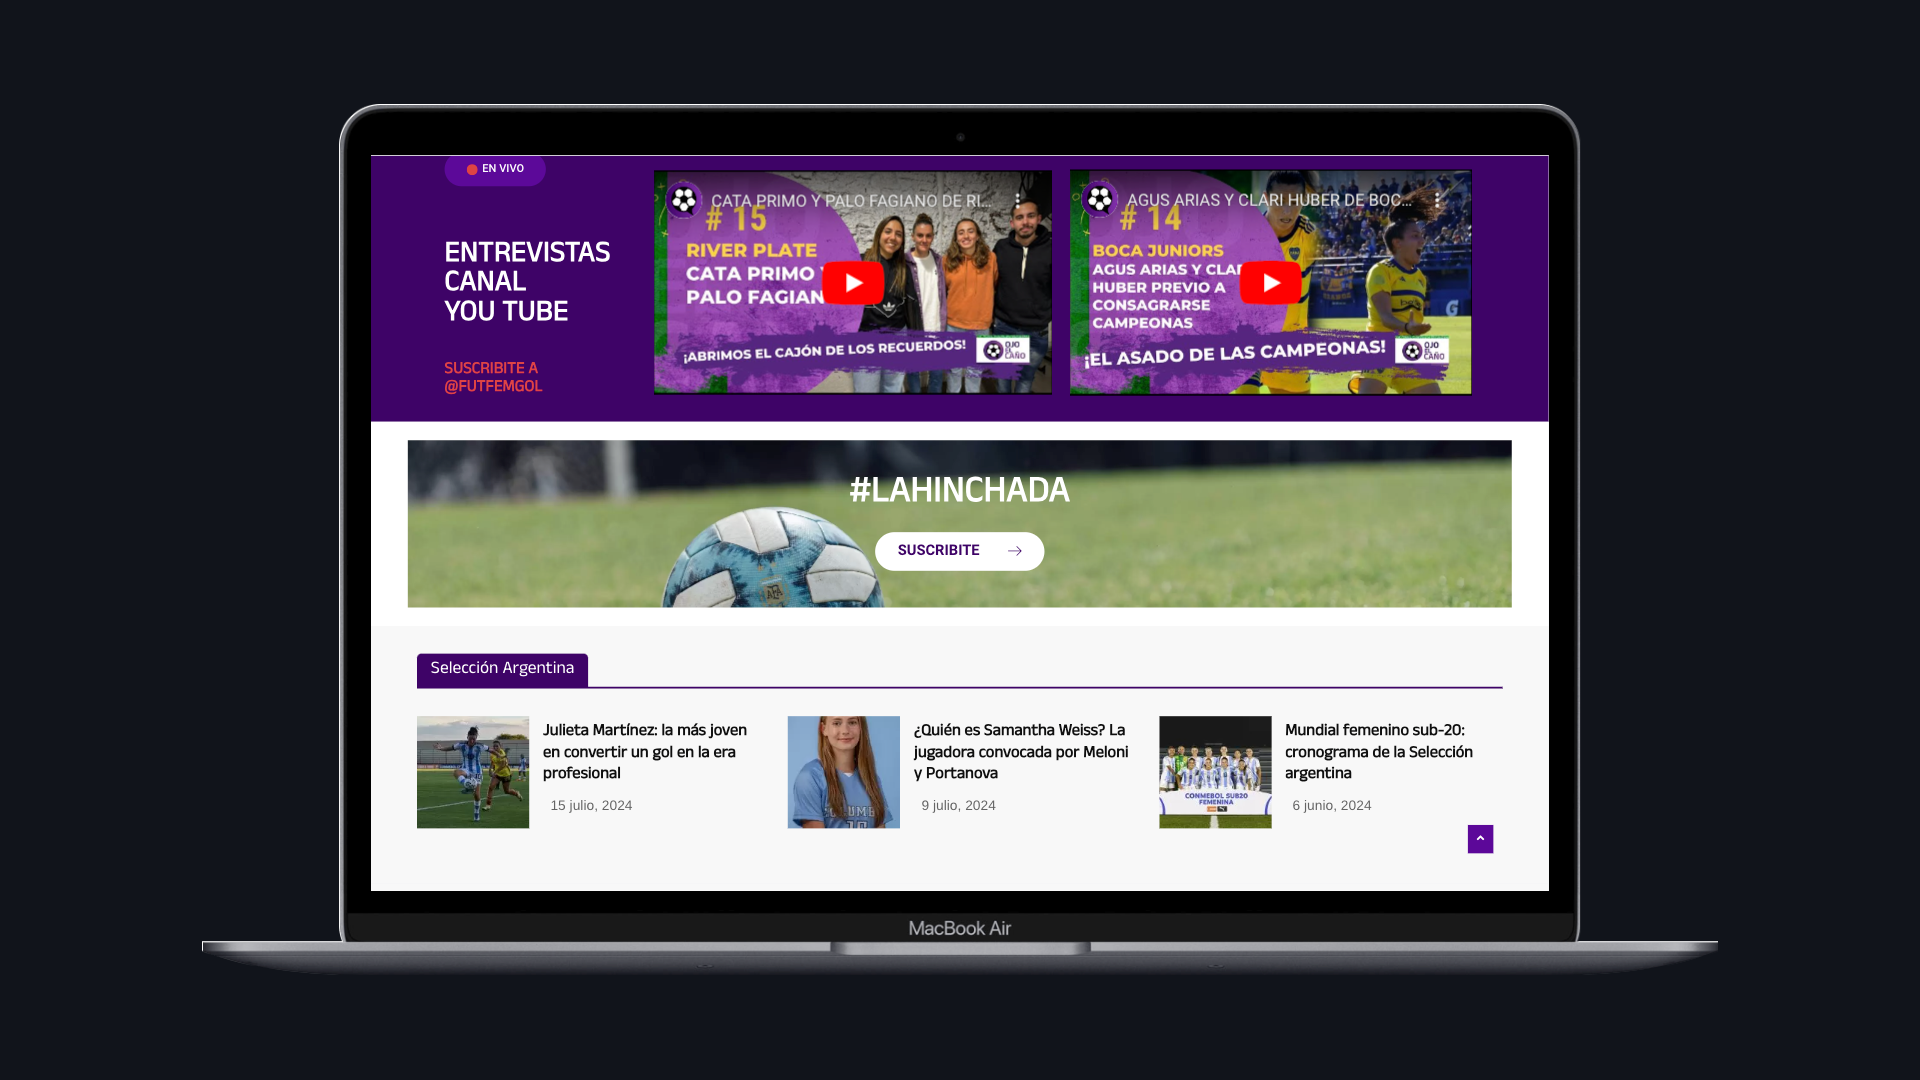 EN VIVO
ENTREVISTAS
CANAL
YOU TUBE
SUSCRIBITE A
@FUTFEMGOL
CATA PRIMO Y PALO FAGIANO DE RI...
# 15
RIVER PLATE
CATA PRIMO
PALO FAGIAN
¡ABRIMOS EL CAJÓN DE LOS RECUERDOS!
OJO
AL
CAÑO
AGUS ARIAS Y CLARI HUBER DE BOC...
# 14
BOCA JUNIORS
AGUS ARIAS Y CLA
HUBER PREVIO A
CONSAGRARSE
CAMPEONAS
¡EL ASADO DE LAS CAMPEONAS!
OJO
AL
CAÑO
#LAHINCHADA
SUSCRIBITE
AFA
Selección Argentina
Julieta Martínez: la más joven
en convertir un gol en la era
profesional
15 julio, 2024
¿Quién es Samantha Weiss? La
jugadora convocada por Meloni
y Portanova
9 julio, 2024
Mundial femenino sub-20:
cronograma de la Selección
argentina
6 junio, 2024
CONMEBOL SUB20
FEMENINA
MacBook Air